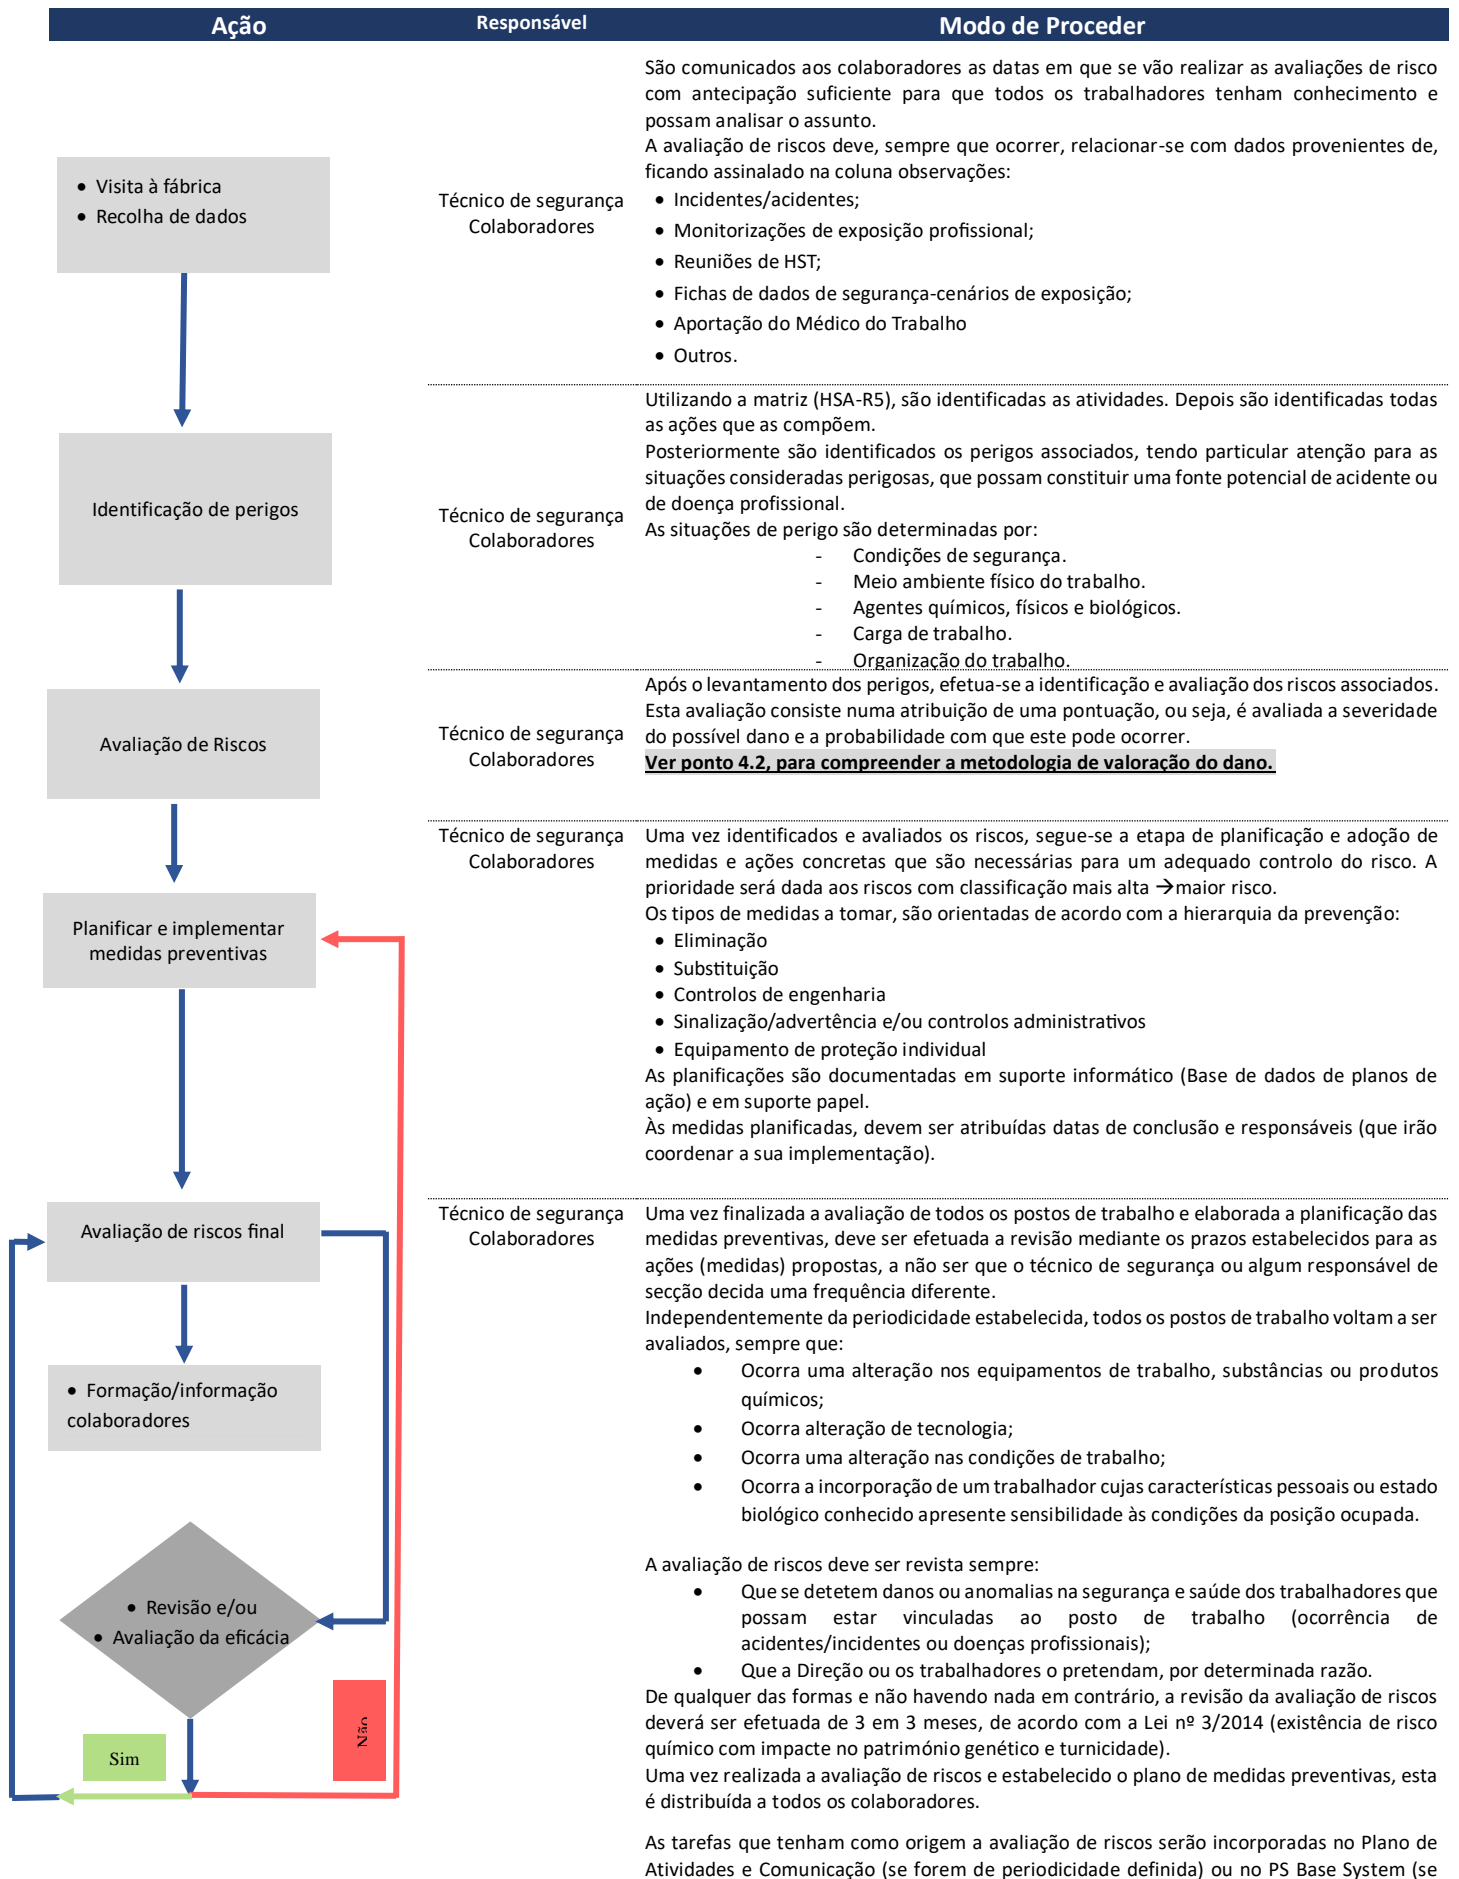 Ação Responsável Modo de Proceder
• Visita à fábrica
• Recolha de dados
Técnico de segurança
Colaboradores
São comunicados aos colaboradores as datas em que se vão realizar as avaliações de risco
com antecipação suficiente para que todos os trabalhadores tenham conhecimento e
possam analisar o assunto.
A avaliação de riscos deve, sempre que ocorrer, relacionar-se com dados provenientes de,
ficando assinalado na coluna observações:
• Incidentes/acidentes;
• Monitorizações de exposição profissional;
• Reuniões de HST;
• Fichas de dados de segurança-cenários de exposição;
• Aportação do Médico do Trabalho
• Outros.
Identificação de perigos
Técnico de segurança
Colaboradores
Utilizando a matriz (HSA-R5), são identificadas as atividades. Depois são identificadas todas
as ações que as compõem.
Posteriormente são identificados os perigos associados, tendo particular atenção para as
situações consideradas perigosas, que possam constituir uma fonte potencial de acidente ou
de doença profissional.
As situações de perigo são determinadas por:
- Condições de segurança.
- Meio ambiente físico do trabalho.
- Agentes químicos, físicos e biológicos.
- Carga de trabalho.
- Organização do trabalho.
Avaliação de Riscos
Técnico de segurança
Colaboradores
Após o levantamento dos perigos, efetua-se a identificação e avaliação dos riscos associados.
Esta avaliação consiste numa atribuição de uma pontuação, ou seja, é avaliada a severidade
do possível dano e a probabilidade com que este pode ocorrer.
Ver ponto 4.2, para compreender a metodologia de valoração do dano.
Planificar e implementar
medidas preventivas
Técnico de segurança
Colaboradores
Uma vez identificados e avaliados os riscos, segue-se a etapa de planificação e adoção de
medidas e ações concretas que são necessárias para um adequado controlo do risco. A
prioridade será dada aos riscos com classificação mais alta →maior risco.
Os tipos de medidas a tomar, são orientadas de acordo com a hierarquia da prevenção:
• Eliminação
• Substituição
• Controlos de engenharia
• Sinalização/advertência e/ou controlos administrativos
• Equipamento de proteção individual
As planificações são documentadas em suporte informático (Base de dados de planos de
ação) e em suporte papel.
Às medidas planificadas, devem ser atribuídas datas de conclusão e responsáveis (que irão
coordenar a sua implementação).
Avaliação de riscos final
• Formação/informação
colaboradores
• Revisão e/ou
• Avaliação da eficácia
Sim
Não
Técnico de segurança
Colaboradores
Uma vez finalizada a avaliação de todos os postos de trabalho e elaborada a planificação das
medidas preventivas, deve ser efetuada a revisão mediante os prazos estabelecidos para as
ações (medidas) propostas, a não ser que o técnico de segurança ou algum responsável de
secção decida uma frequência diferente.
Independentemente da periodicidade estabelecida, todos os postos de trabalho voltam a ser
avaliados, sempre que:
• Ocorra uma alteração nos equipamentos de trabalho, substâncias ou produtos
químicos;
• Ocorra alteração de tecnologia;
• Ocorra uma alteração nas condições de trabalho;
• Ocorra a incorporação de um trabalhador cujas características pessoais ou estado
biológico conhecido apresente sensibilidade às condições da posição ocupada.
A avaliação de riscos deve ser revista sempre:
• Que se detetem danos ou anomalias na segurança e saúde dos trabalhadores que
possam estar vinculadas ao posto de trabalho (ocorrência de
acidentes/incidentes ou doenças profissionais);
• Que a Direção ou os trabalhadores o pretendam, por determinada razão.
De qualquer das formas e não havendo nada em contrário, a revisão da avaliação de riscos
deverá ser efetuada de 3 em 3 meses, de acordo com a Lei nº 3/2014 (existência de risco
químico com impacte no património genético e turnicidade).
Uma vez realizada a avaliação de riscos e estabelecido o plano de medidas preventivas, esta
é distribuída a todos os colaboradores.
As tarefas que tenham como origem a avaliação de riscos serão incorporadas no Plano de
Atividades e Comunicação (se forem de periodicidade definida) ou no PS Base System (se